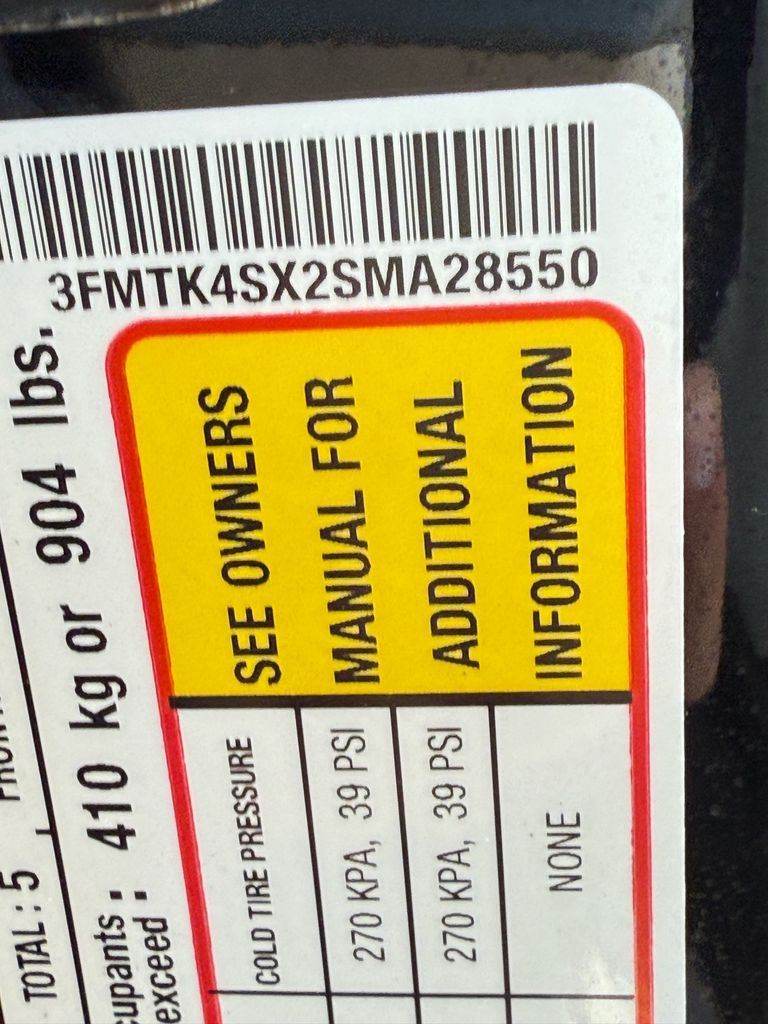 3FMTK4SX2SMA28550
TOTAL : 5
cupants : 410 kg or 904 lbs.
exceed :
COLD TIRE PRESSURE
270 KPA, 39 PSI
270 KPA, 39 PSI
NONE
SEE OWNERS
MANUAL FOR
ADDITIONAL
INFORMATION